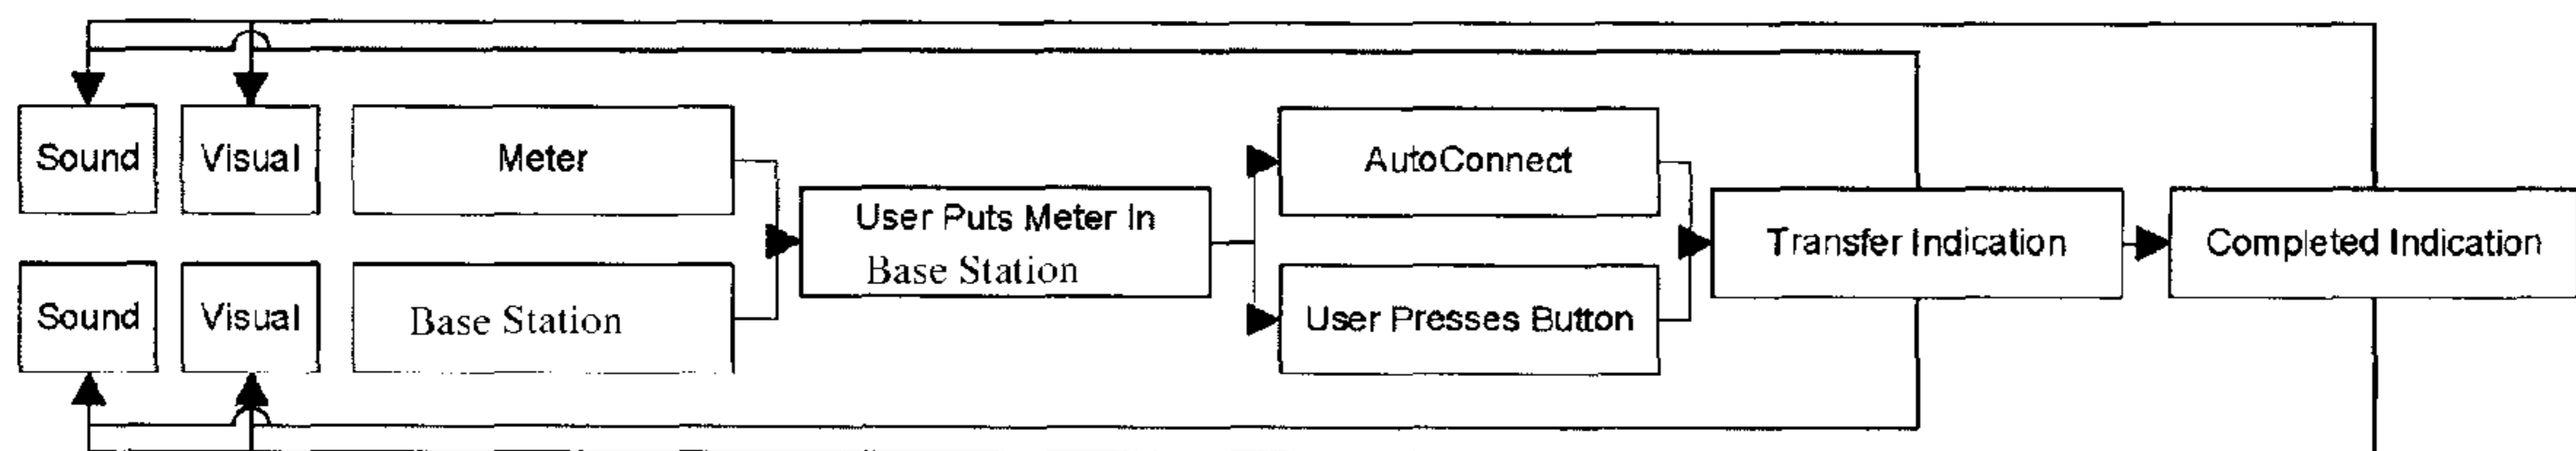 Sound
Visual
Meter
AutoConnect
User Puts Meter In
Base Station
Transfer Indication
Completed Indication
Sound
Visual
Base Station
User Presses Button